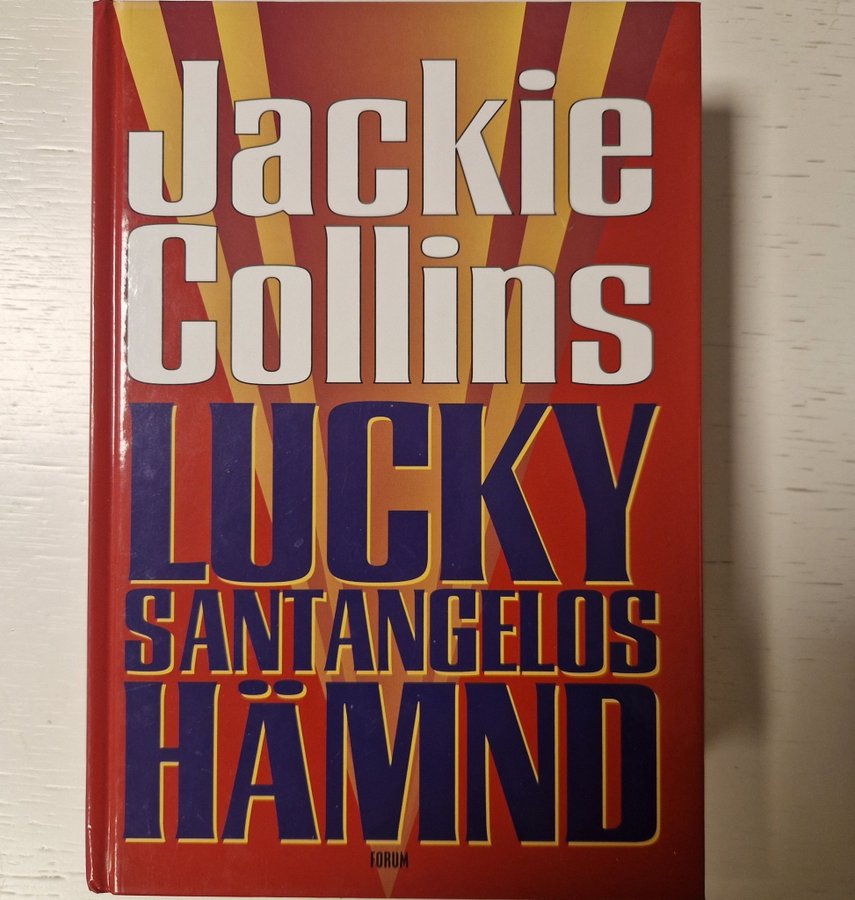 Jackie
Collins
LUCKY
SANTANGELOS
HÄMND
FORUM